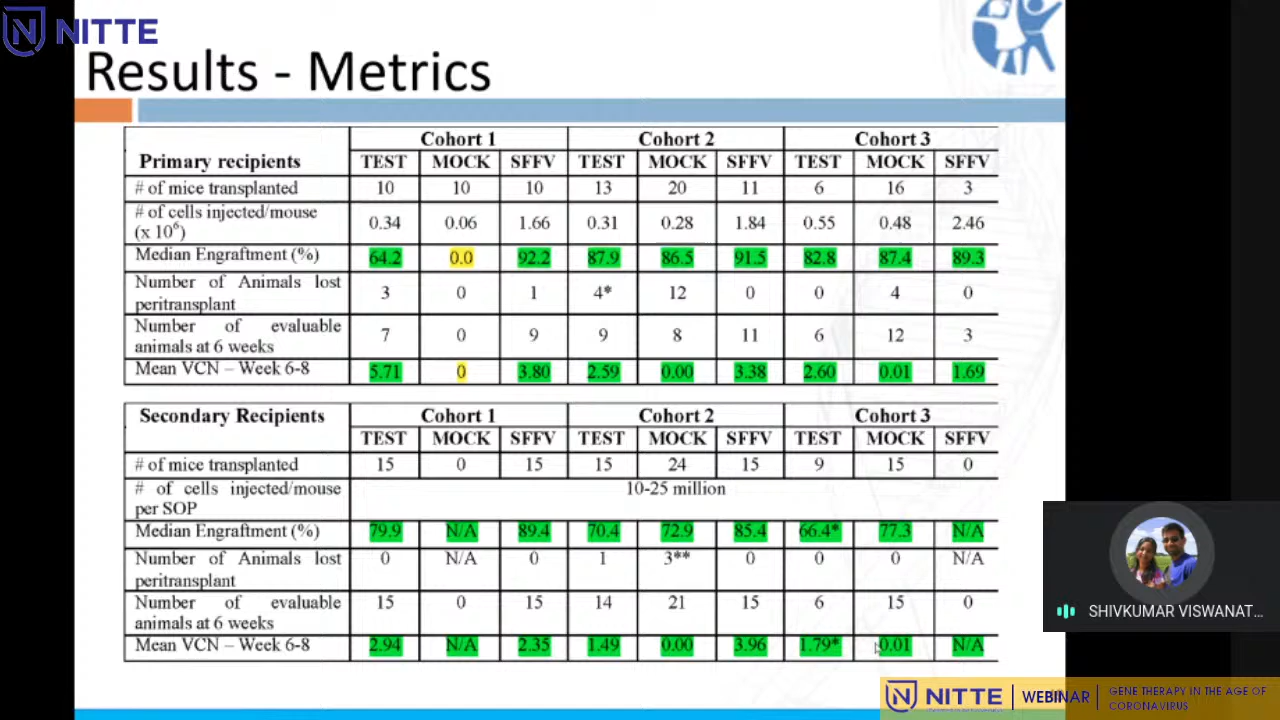 NITTE
Results - Metrics
Cohort 1 Cohort 2 Cohort 3
Primary recipients TEST MOCK SFFV TEST MOCK SFFV TEST MOCK SFFV
# of mice transplanted 10 10 10 13 20 11 6 16 3
# of cells injected/mouse
(x 10⁶) 0.34 0.06 1.66 0.31 0.28 1.84 0.55 0.48 2.46
Median Engraftment (%) 64.2 0.0 92.2 87.9 86.5 91.5 82.8 87.4 89.3
Number of Animals lost
peritransplant 3 0 1 4* 12 0 0 4 0
Number of evaluable
animals at 6 weeks 7 0 9 9 8 11 6 12 3
Mean VCN – Week 6-8 5.71 0 3.80 2.59 0.00 3.38 2.60 0.01 1.69
Secondary Recipients Cohort 1 Cohort 2 Cohort 3
TEST MOCK SFFV TEST MOCK SFFV TEST MOCK SFFV
# of mice transplanted 15 0 15 15 24 15 9 15 0
# of cells injected/mouse
per SOP 10-25 million
Median Engraftment (%) 79.9 N/A 89.4 70.4 72.9 85.4 66.4* 77.3 N/A
Number of Animals lost
peritransplant 0 N/A 0 1 3** 0 0 0 N/A
Number of evaluable
animals at 6 weeks 15 0 15 14 21 15 6 15 0
Mean VCN – Week 6-8 2.94 N/A 2.35 1.49 0.00 3.96 1.79* 0.01 N/A
SHIVKUMAR VISWANAT...
NITTE WEBINAR GENE THERAPY IN THE AGE OF
CORONAVIRUS